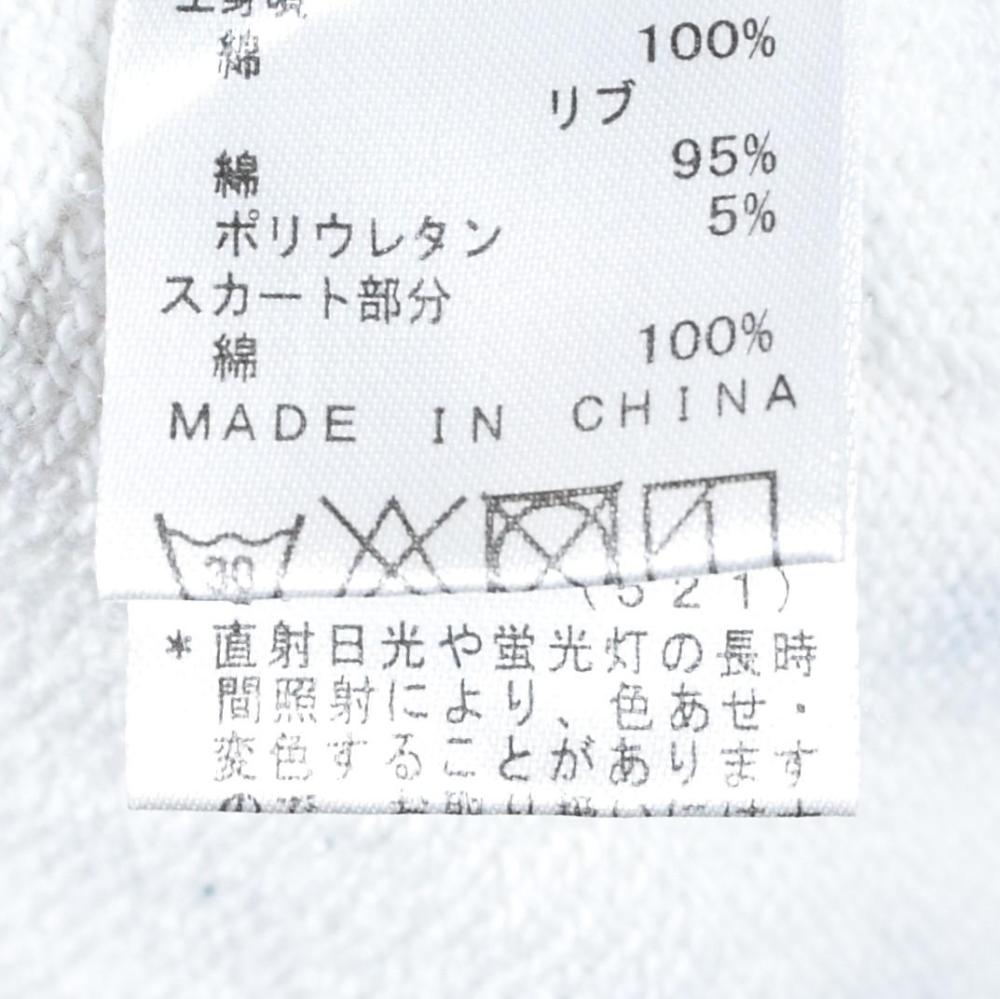 綿 100%
リブ
綿 95%
ポリウレタン 5%
スカート部分
綿 100%
MADE IN CHINA
30
(521)
*直射日光や蛍光灯の長時
間照射により、色あせ・
変色することがあります